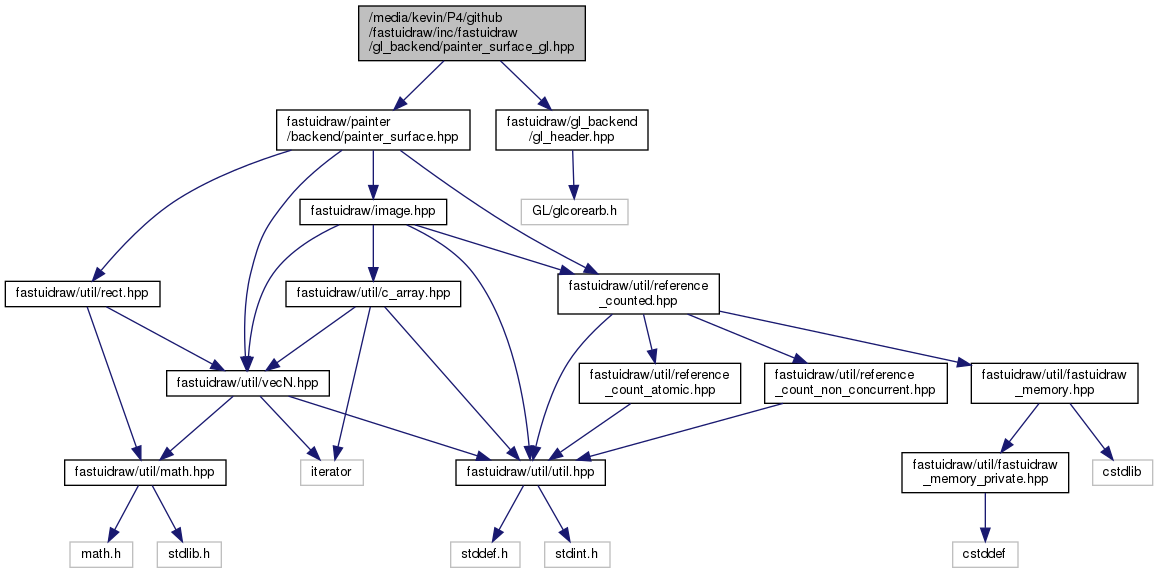 /media/kevin/P4/github
/fastuidraw/inc/fastuidraw
/gl_backend/painter_surface_gl.hpp
fastuidraw/painter
/backend/painter_surface.hpp
fastuidraw/gl_backend
/gl_header.hpp
fastuidraw/image.hpp
GL/glcorearb.h
fastuidraw/util/rect.hpp
fastuidraw/util/c_array.hpp
fastuidraw/util/reference
_counted.hpp
fastuidraw/util/vecN.hpp
fastuidraw/util/reference
_count_atomic.hpp
fastuidraw/util/reference
_count_non_concurrent.hpp
fastuidraw/util/fastuidraw
_memory.hpp
fastuidraw/util/math.hpp
iterator
fastuidraw/util/util.hpp
fastuidraw/util/fastuidraw
_memory_private.hpp
cstdlib
math.h
stdlib.h
stddef.h
stdint.h
cstddef